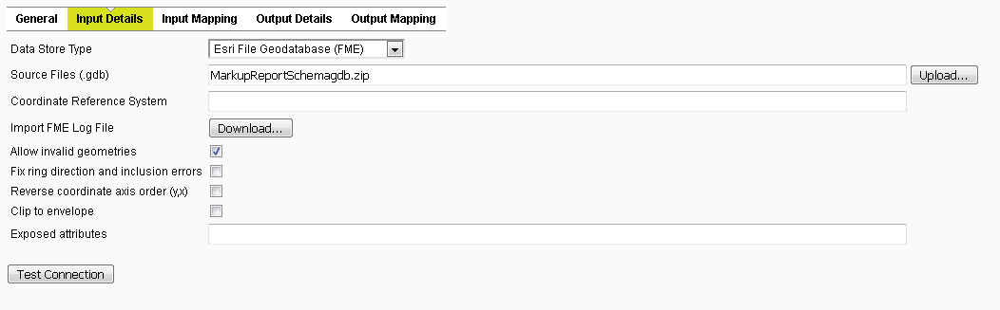 General Input Details Input Mapping Output Details Output Mapping
Data Store Type Esri File Geodatabase (FME)
Source Files (.gdb) MarkupReportSchemagdb.zip Upload...
Coordinate Reference System
Import FME Log File Download...
Allow invalid geometries
Fix ring direction and inclusion errors
Reverse coordinate axis order (y,x)
Clip to envelope
Exposed attributes
Test Connection